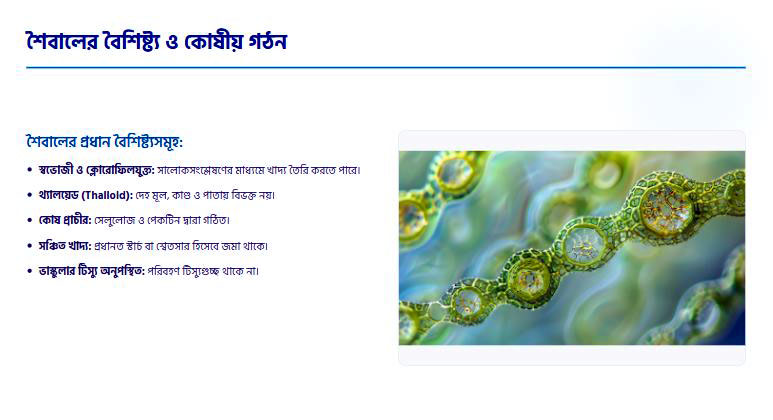 শৈবালের বৈশিষ্ট্য ও কোষীয় গঠন
শৈবালের প্রধান বৈশিষ্ট্যসমূহ:
• স্বভোজী ও ক্লোরোফিলযুক্ত: সালোকসংশ্লেষণের মাধ্যমে খাদ্য তৈরি করতে পারে।
• থ্যালয়েড (Thalloid): দেহ মূল, কাণ্ড ও পাতায় বিভক্ত নয়।
• কোষ প্রাচীর: সেলুলোজ ও পেকটিন দ্বারা গঠিত।
• সঞ্চিত খাদ্য: প্রধানত স্টার্চ বা শ্বেতসার হিসেবে জমা থাকে।
• ভাস্কুলার টিস্যু অনুপস্থিত: পরিবহণ টিস্যুগুচ্ছ থাকে না।